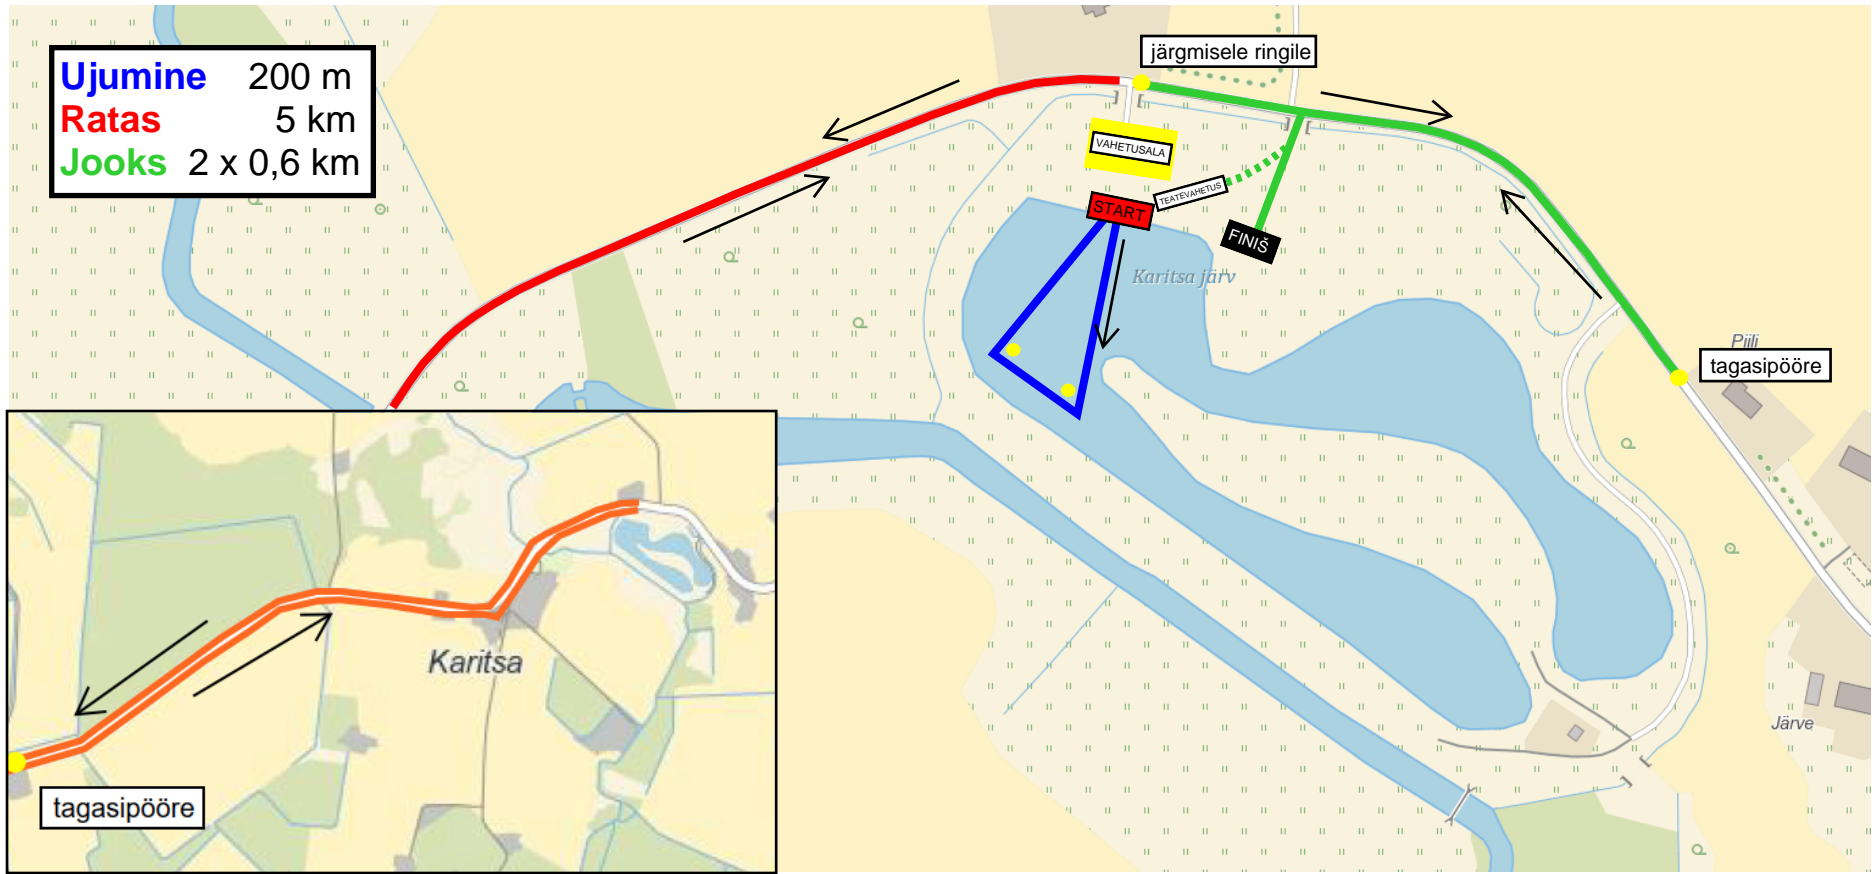 Ujumine 200 m
Ratas 5 km
Jooks 2 x 0,6 km
järgmisele ringile
VAHETUSALA
TEATEVAHETUS
START
FINIŠ
Karitsa järv
Piili
tagasipööre
Järve
Karitsa
tagasipööre